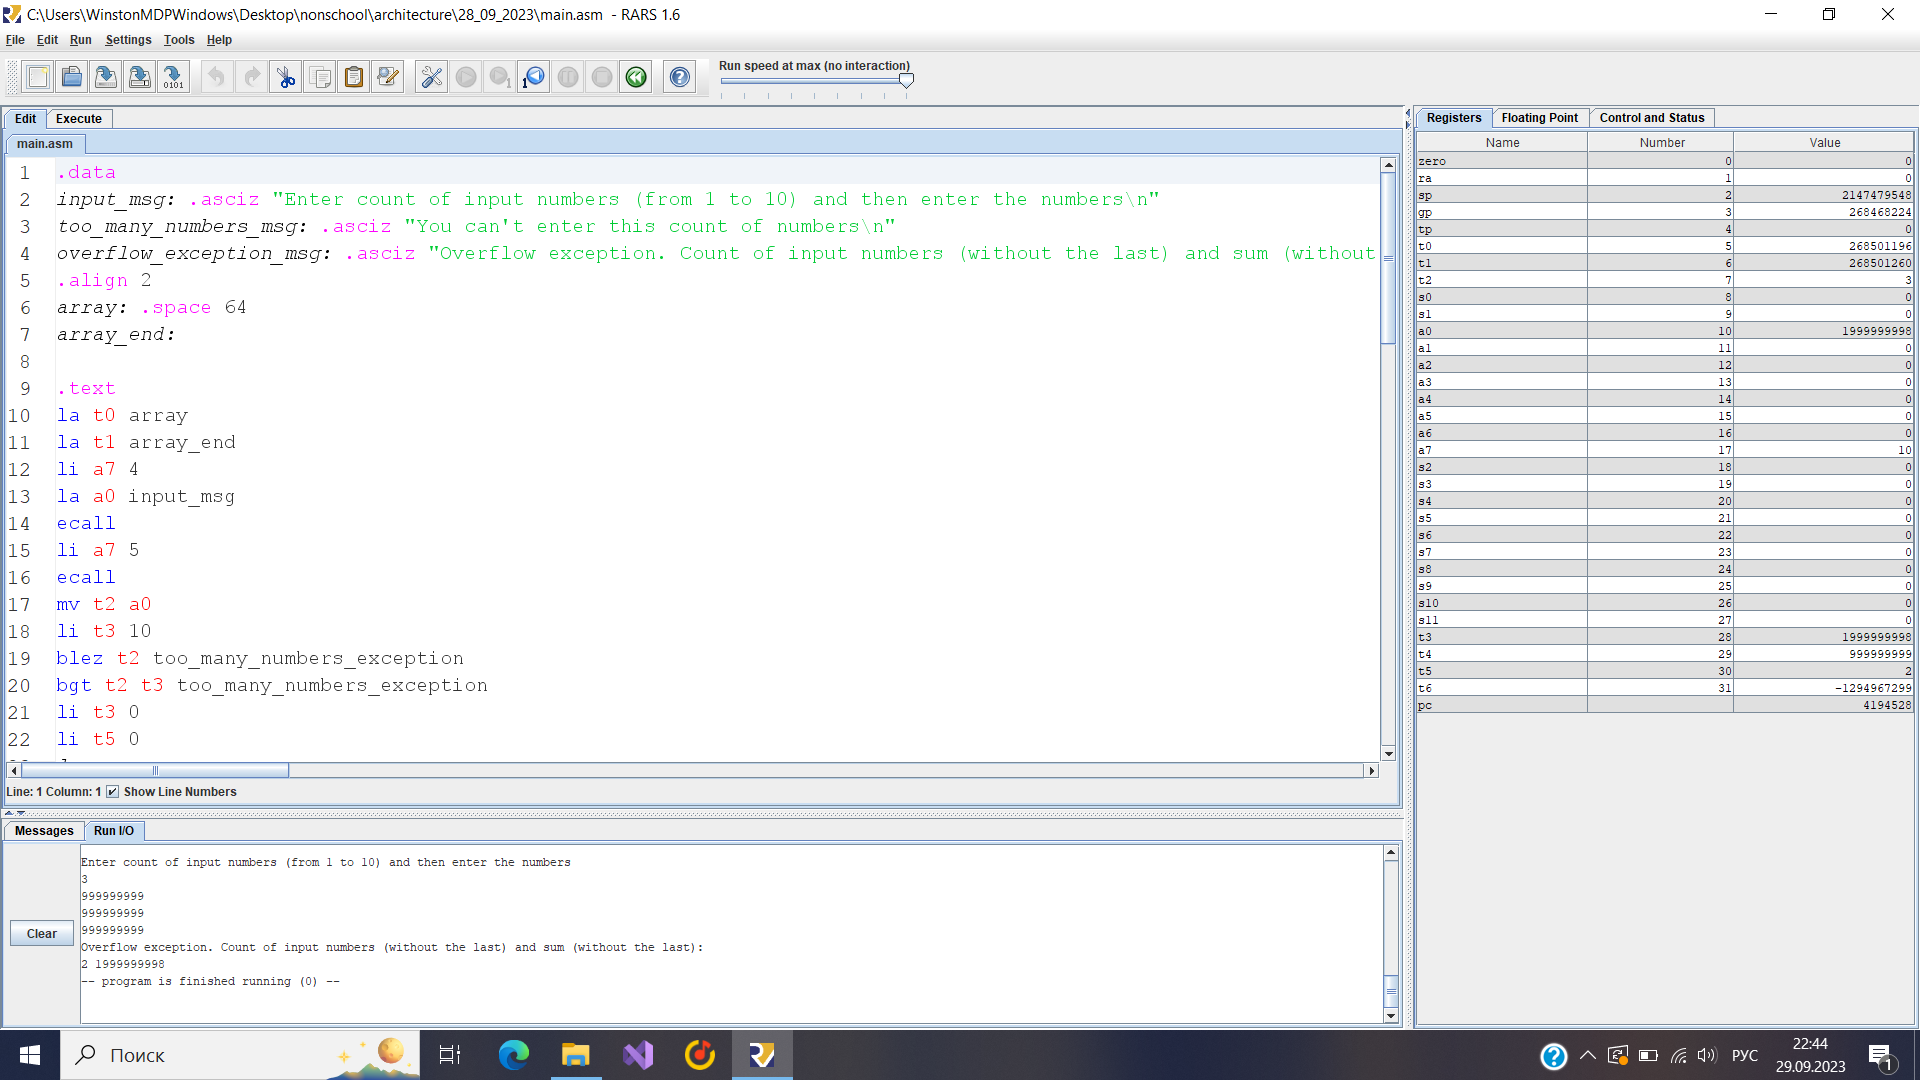 C:\Users\WinstonMDPWindows\Desktop\nonschool\architecture\28_09_2023\main.asm - RARS 1.6
File Edit Run Settings Tools Help
Run speed at max (no interaction)
Edit Execute
main.asm
1 .data
2 input_msg: .asciz "Enter count of input numbers (from 1 to 10) and then enter the numbers\n"
3 too_many_numbers_msg: .asciz "You can't enter this count of numbers\n"
4 overflow_exception_msg: .asciz "Overflow exception. Count of input numbers (without the last) and sum (without
5 .align 2
6 array: .space 64
7 array_end:
8
9 .text
10 la t0 array
11 la t1 array_end
12 li a7 4
13 la a0 input_msg
14 ecall
15 li a7 5
16 ecall
17 mv t2 a0
18 li t3 10
19 blez t2 too_many_numbers_exception
20 bgt t2 t3 too_many_numbers_exception
21 li t3 0
22 li t5 0
Line: 1 Column: 1 Show Line Numbers
Messages Run I/O
Clear
Enter count of input numbers (from 1 to 10) and then enter the numbers
3
999999999
999999999
999999999
Overflow exception. Count of input numbers (without the last) and sum (without the last):
2 1999999998
-- program is finished running (0) --
Registers Floating Point Control and Status
Name Number Value
zero 0 0
ra 1 0
sp 2 2147479548
gp 3 268468224
tp 4 0
t0 5 268501196
t1 6 268501260
t2 7 3
s0 8 0
s1 9 0
a0 10 1999999998
a1 11 0
a2 12 0
a3 13 0
a4 14 0
a5 15 0
a6 16 0
a7 17 10
s2 18 0
s3 19 0
s4 20 0
s5 21 0
s6 22 0
s7 23 0
s8 24 0
s9 25 0
s10 26 0
s11 27 0
t3 28 1999999998
t4 29 999999999
t5 30 2
t6 31 -1294967299
pc 4194528
Поиск
РУС
22:44
29.09.2023
1